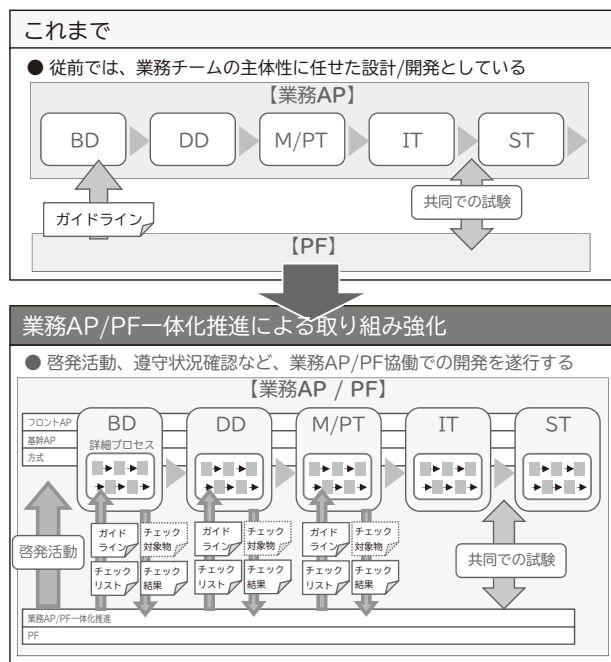 これまで
● 従前では、業務チームの主体性に任せた設計/開発としている
【業務AP】
BD
DD
M/PT
IT
ST
ガイドライン
共同での試験
【PF】
業務AP/PF一体化推進による取り組み強化
● 啓発活動、遵守状況確認など、業務AP/PF協働での開発を遂行する
【業務AP / PF】
フロントAP
基幹AP
方式
BD
詳細プロセス
DD
M/PT
IT
ST
啓発活動
ガイド
ライン
チェック
対象物
チェック
リスト
チェック
結果
ガイド
ライン
チェック
対象物
チェック
リスト
チェック
結果
ガイド
ライン
チェック
対象物
チェック
リスト
チェック
結果
共同での試験
業務AP/PF一体化推進
PF